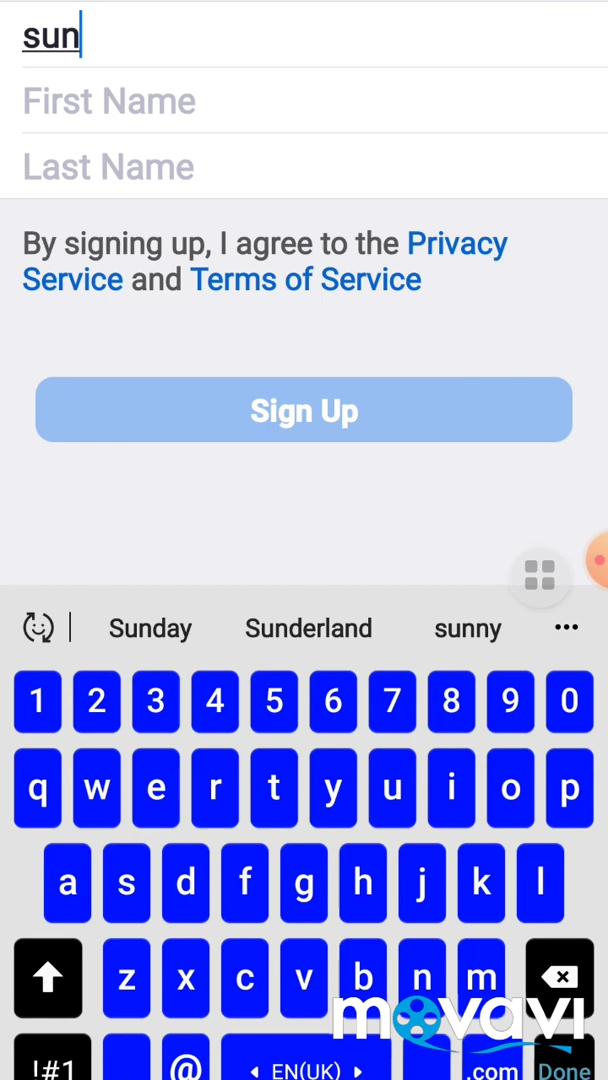 sun
First Name
Last Name
By signing up, I agree to the Privacy
Service and Terms of Service
Sign Up
Sunday Sunderland sunny •••
1 2 3 4 5 6 7 8 9 0
q w e r t y u i o p
a s d f g h j k l
z x c v b n m
movavi
!#1 @ EN(UK) .com Done